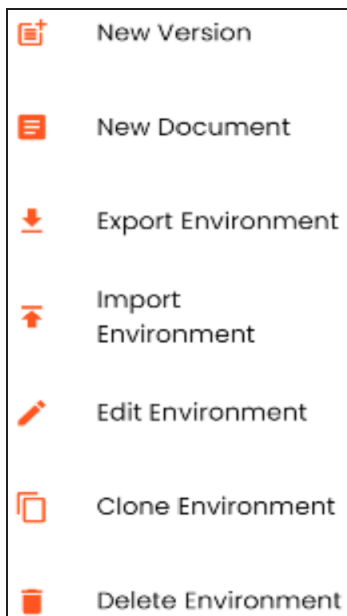 New Version
New Document
Export Environment
Import
Environment
Edit Environment
Clone Environment
Delete Environment